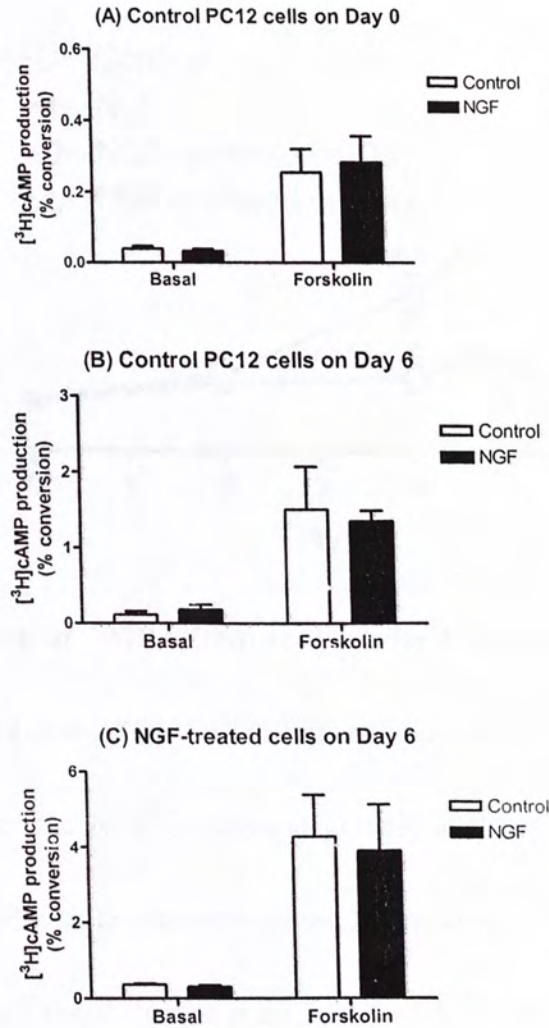 (A) Control PC12 cells on Day 0
[³H]cAMP production
(% conversion)
0.6
0.4
0.2
0.0
Control
NGF
Basal
Forskolin
(B) Control PC12 cells on Day 6
[³H]cAMP production
(% conversion)
3
2
1
0
Control
NGF
Basal
Forskolin
(C) NGF-treated cells on Day 6
[³H]cAMP production
(% conversion)
6
4
2
0
Control
NGF
Basal
Forskolin